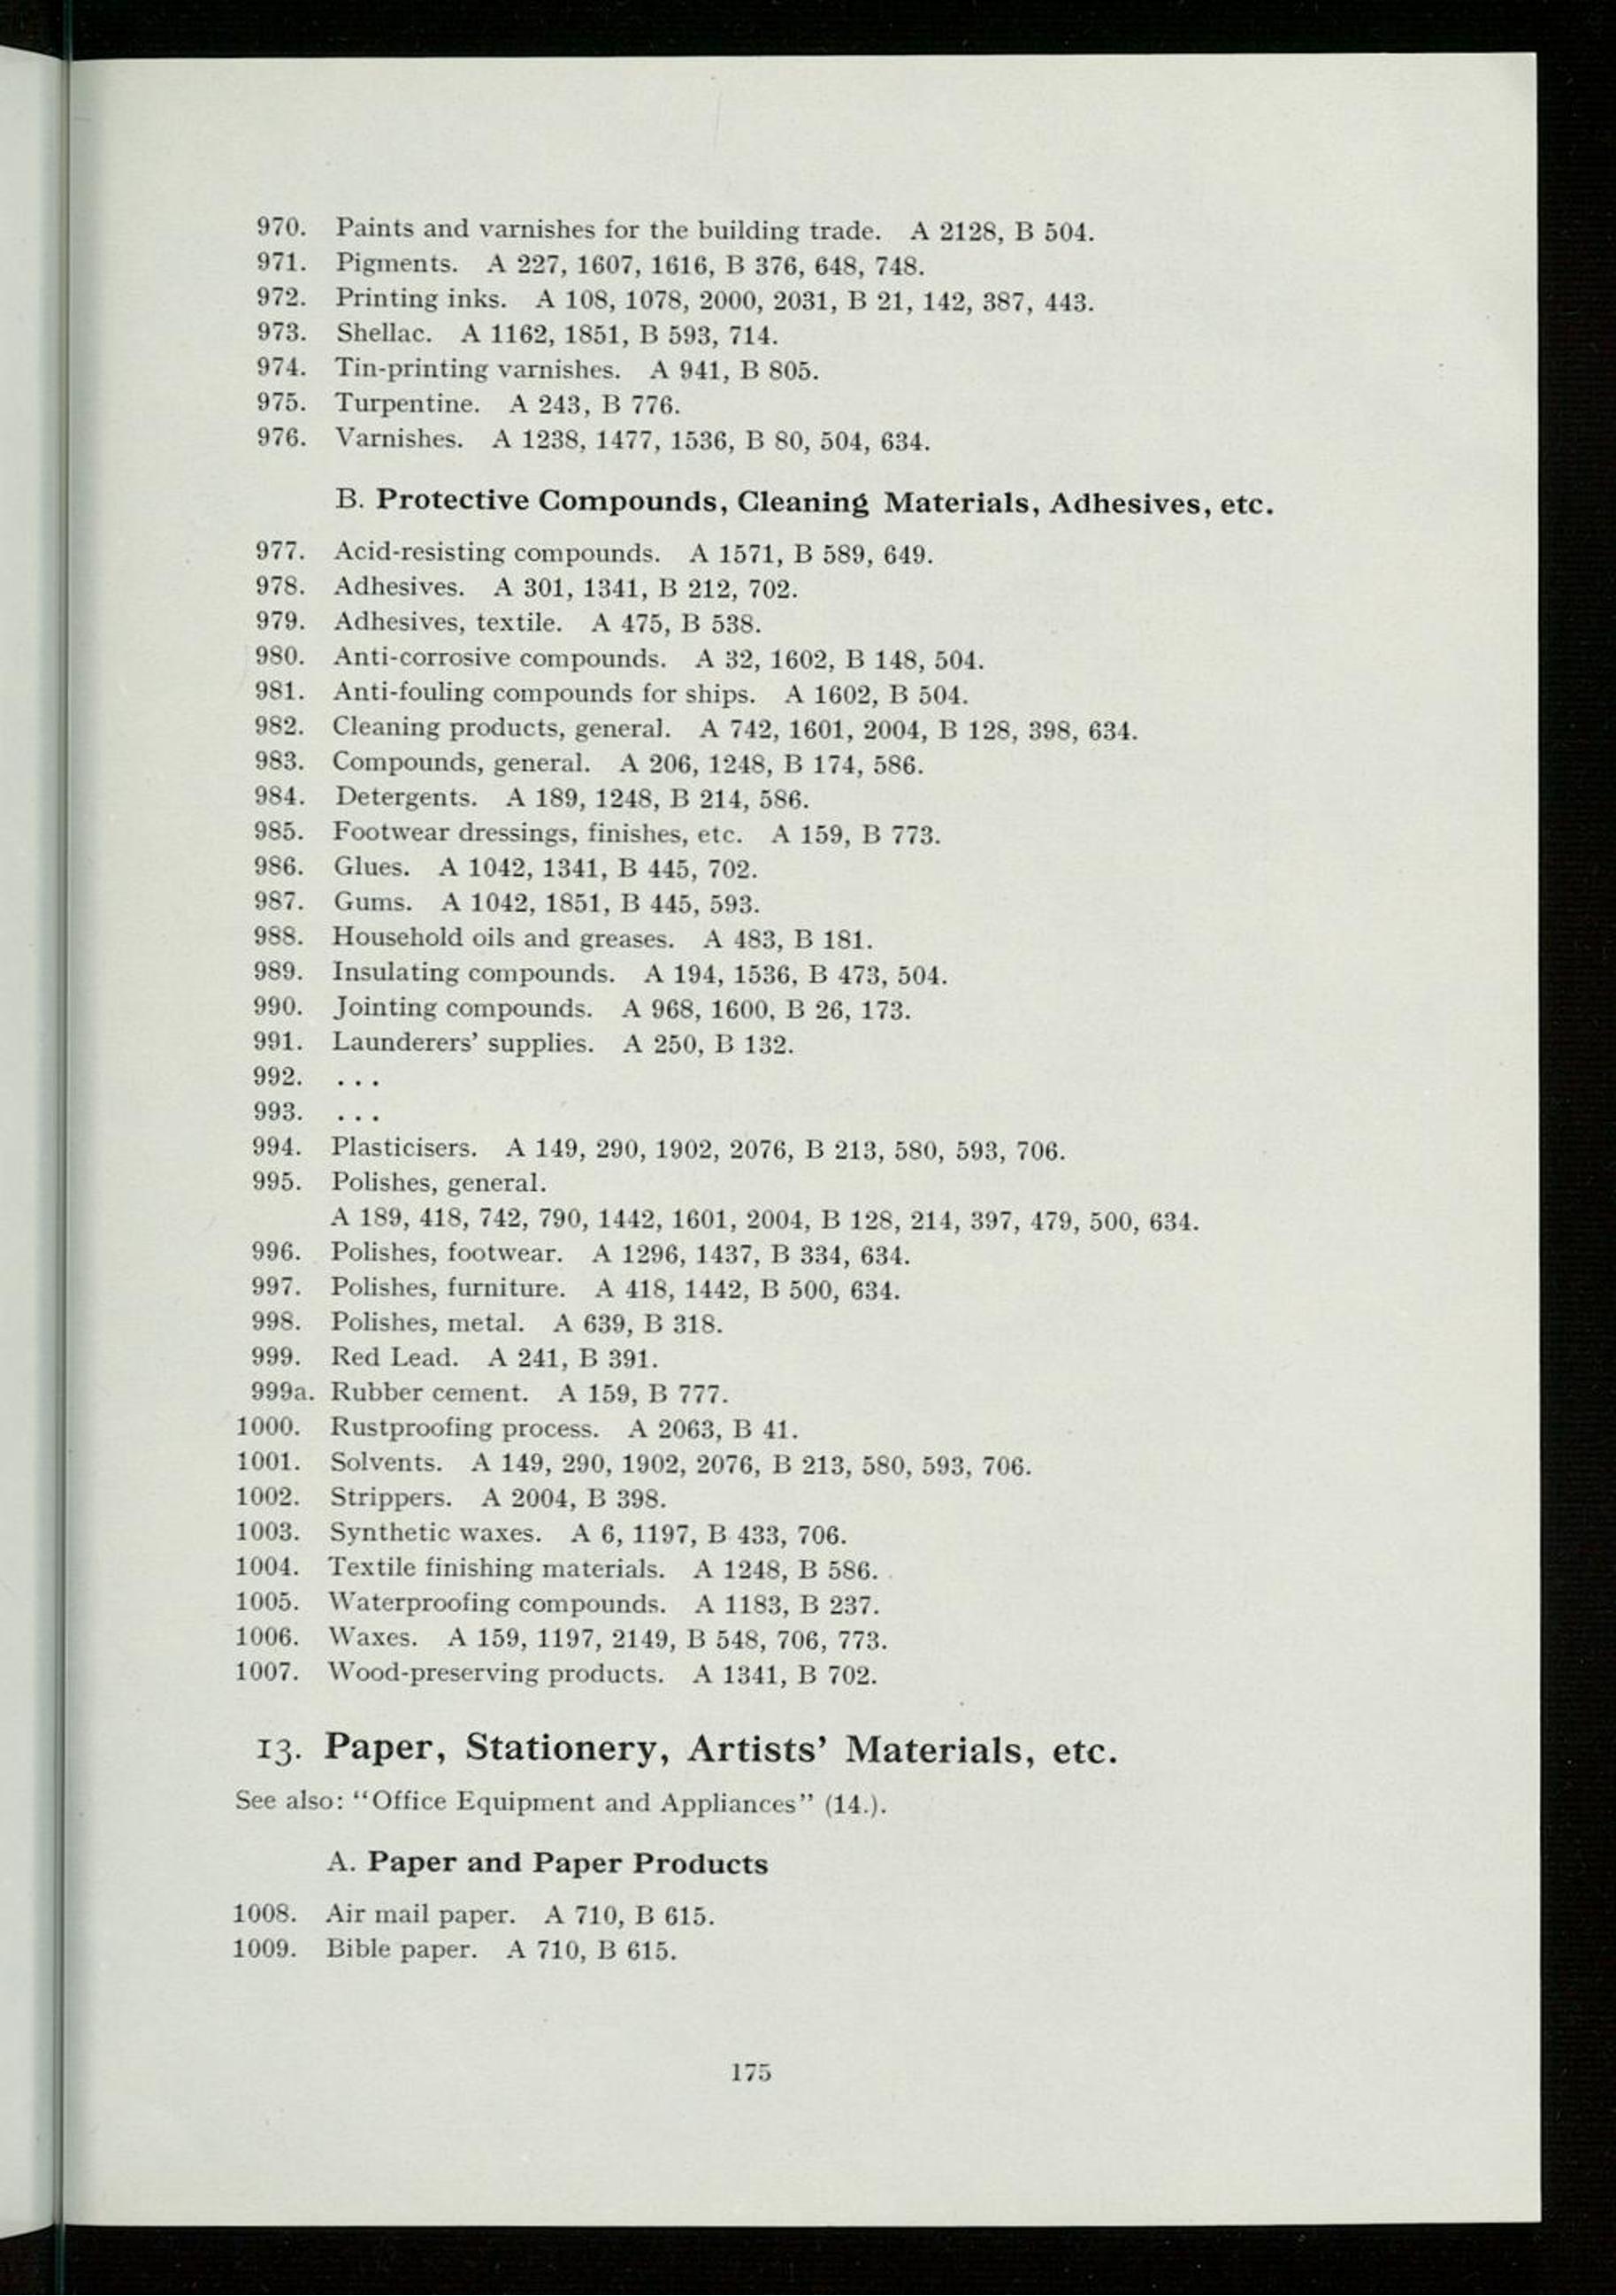 970. Paints and varnishes for the building trade. A 2128, B 504.
971. Pigments. A 227, 1607, 1616, B 376, 648, 748.
972. Printing inks. A 108, 1078, 2000, 2031, B 21, 142, 387, 443.
973. Shellac. A 1162, 1851, B 593, 714.
974. Tin-printing varnishes. A 941, B 805.
975. Turpentine. A 243, B 776.
976. Varnishes. A 1238, 1477, 1536, B 80, 504, 634.
B. Protective Compounds, Cleaning Materials, Adhesives, etc.
977. Acid-resisting compounds. A 1571, B 589, 649.
978. Adhesives. A 301, 1341, B 212, 702.
979. Adhesives, textile. A 475, B 538.
980. Anti-corrosive compounds. A 32, 1602, B 148, 504.
981. Anti-fouling compounds for ships. A 1602, B 504.
982. Cleaning products, general. A 742, 1601, 2004, B 128, 398, 634.
983. Compounds, general. A 206, 1248, B 174, 586.
984. Detergents. A 189, 1248, B 214, 586.
985. Footwear dressings, finishes, etc. A 159, B 773.
986. Glues. A 1042, 1341, B 445, 702.
987. Gums. A 1042, 1851, B 445, 593.
988. Household oils and greases. A 483, B 181.
989. Insulating compounds. A 194, 1536, B 473, 504.
990. Jointing compounds. A 968, 1600, B 26, 173.
991. Launderers' supplies. A 250, B 132.
992. ...
993. ...
994. Plasticisers. A 149, 290, 1902, 2076, B 213, 580, 593, 706.
995. Polishes, general.
A 189, 418, 742, 790, 1442, 1601, 2004, B 128, 214, 397, 479, 500, 634.
996. Polishes, footwear. A 1296, 1437, B 334, 634.
997. Polishes, furniture. A 418, 1442, B 500, 634.
998. Polishes, metal. A 639, B 318.
999. Red Lead. A 241, B 391.
999a. Rubber cement. A 159, B 777.
1000. Rustproofing process. A 2063, B 41.
1001. Solvents. A 149, 290, 1902, 2076, B 213, 580, 593, 706.
1002. Strippers. A 2004, B 398.
1003. Synthetic waxes. A 6, 1197, B 433, 706.
1004. Textile finishing materials. A 1248, B 586.
1005. Waterproofing compounds. A 1183, B 237.
1006. Waxes. A 159, 1197, 2149, B 548, 706, 773.
1007. Wood-preserving products. A 1341, B 702.
13. Paper, Stationery, Artists' Materials, etc.
See also: "Office Equipment and Appliances" (14.).
A. Paper and Paper Products
1008. Air mail paper. A 710, B 615.
1009. Bible paper. A 710, B 615.
175